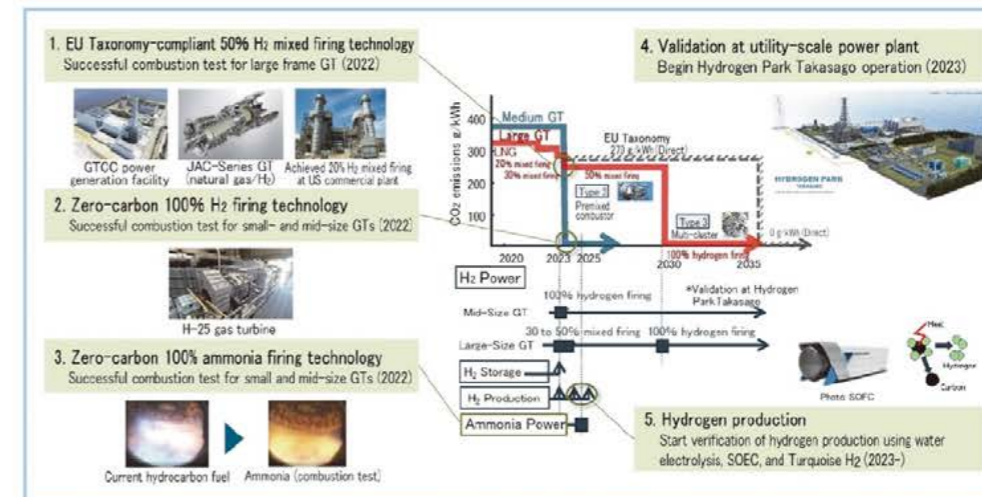 1. EU Taxonomy-compliant 50% H2 mixed firing technology
Successful combustion test for large frame GT (2022)
GTCC power
generation facility
JAC-Series GT
(natural gas/H2)
Achieved 20% H2 mixed firing
at US commercial plant
2. Zero-carbon 100% H2 firing technology
Successful combustion test for small- and mid-size GTs (2022)
H-25 gas turbine
3. Zero-carbon 100% ammonia firing technology
Successful combustion test for small and mid-size GTs (2022)
Current hydrocarbon fuel
Ammonia (combustion test)
CO2 emissions g/kWh
400
300
200
100
Medium GT
Large GT
LNG
20% mixed firing
30% mixed firing
EU Taxonomy
270 g/kWh(Direct)
50% mixed firing
Type 2
Premixed
combustor
Type 3
Multi-cluster
100% hydrogen firing
0 g/kWh (Direct)
2020
2023
2025
2030
2035
H2 Power
100% hydrogen firing
*Validation at Hydrogen
Park Takasago
Mid-Size GT
30 to 50% mixed firing
100% hydrogen firing
Large-Size GT
H2 Storage
H2 Production
Ammonia Power
4. Validation at utility-scale power plant
Begin Hydrogen Park Takasago operation (2023)
HYDROGEN PARK
TAKASAGO
Photo SOFC
Heat
Hydrogen
Carbon
5. Hydrogen production
Start verification of hydrogen production using water
electrolysis, SOEC, and Turquoise H2 (2023-)